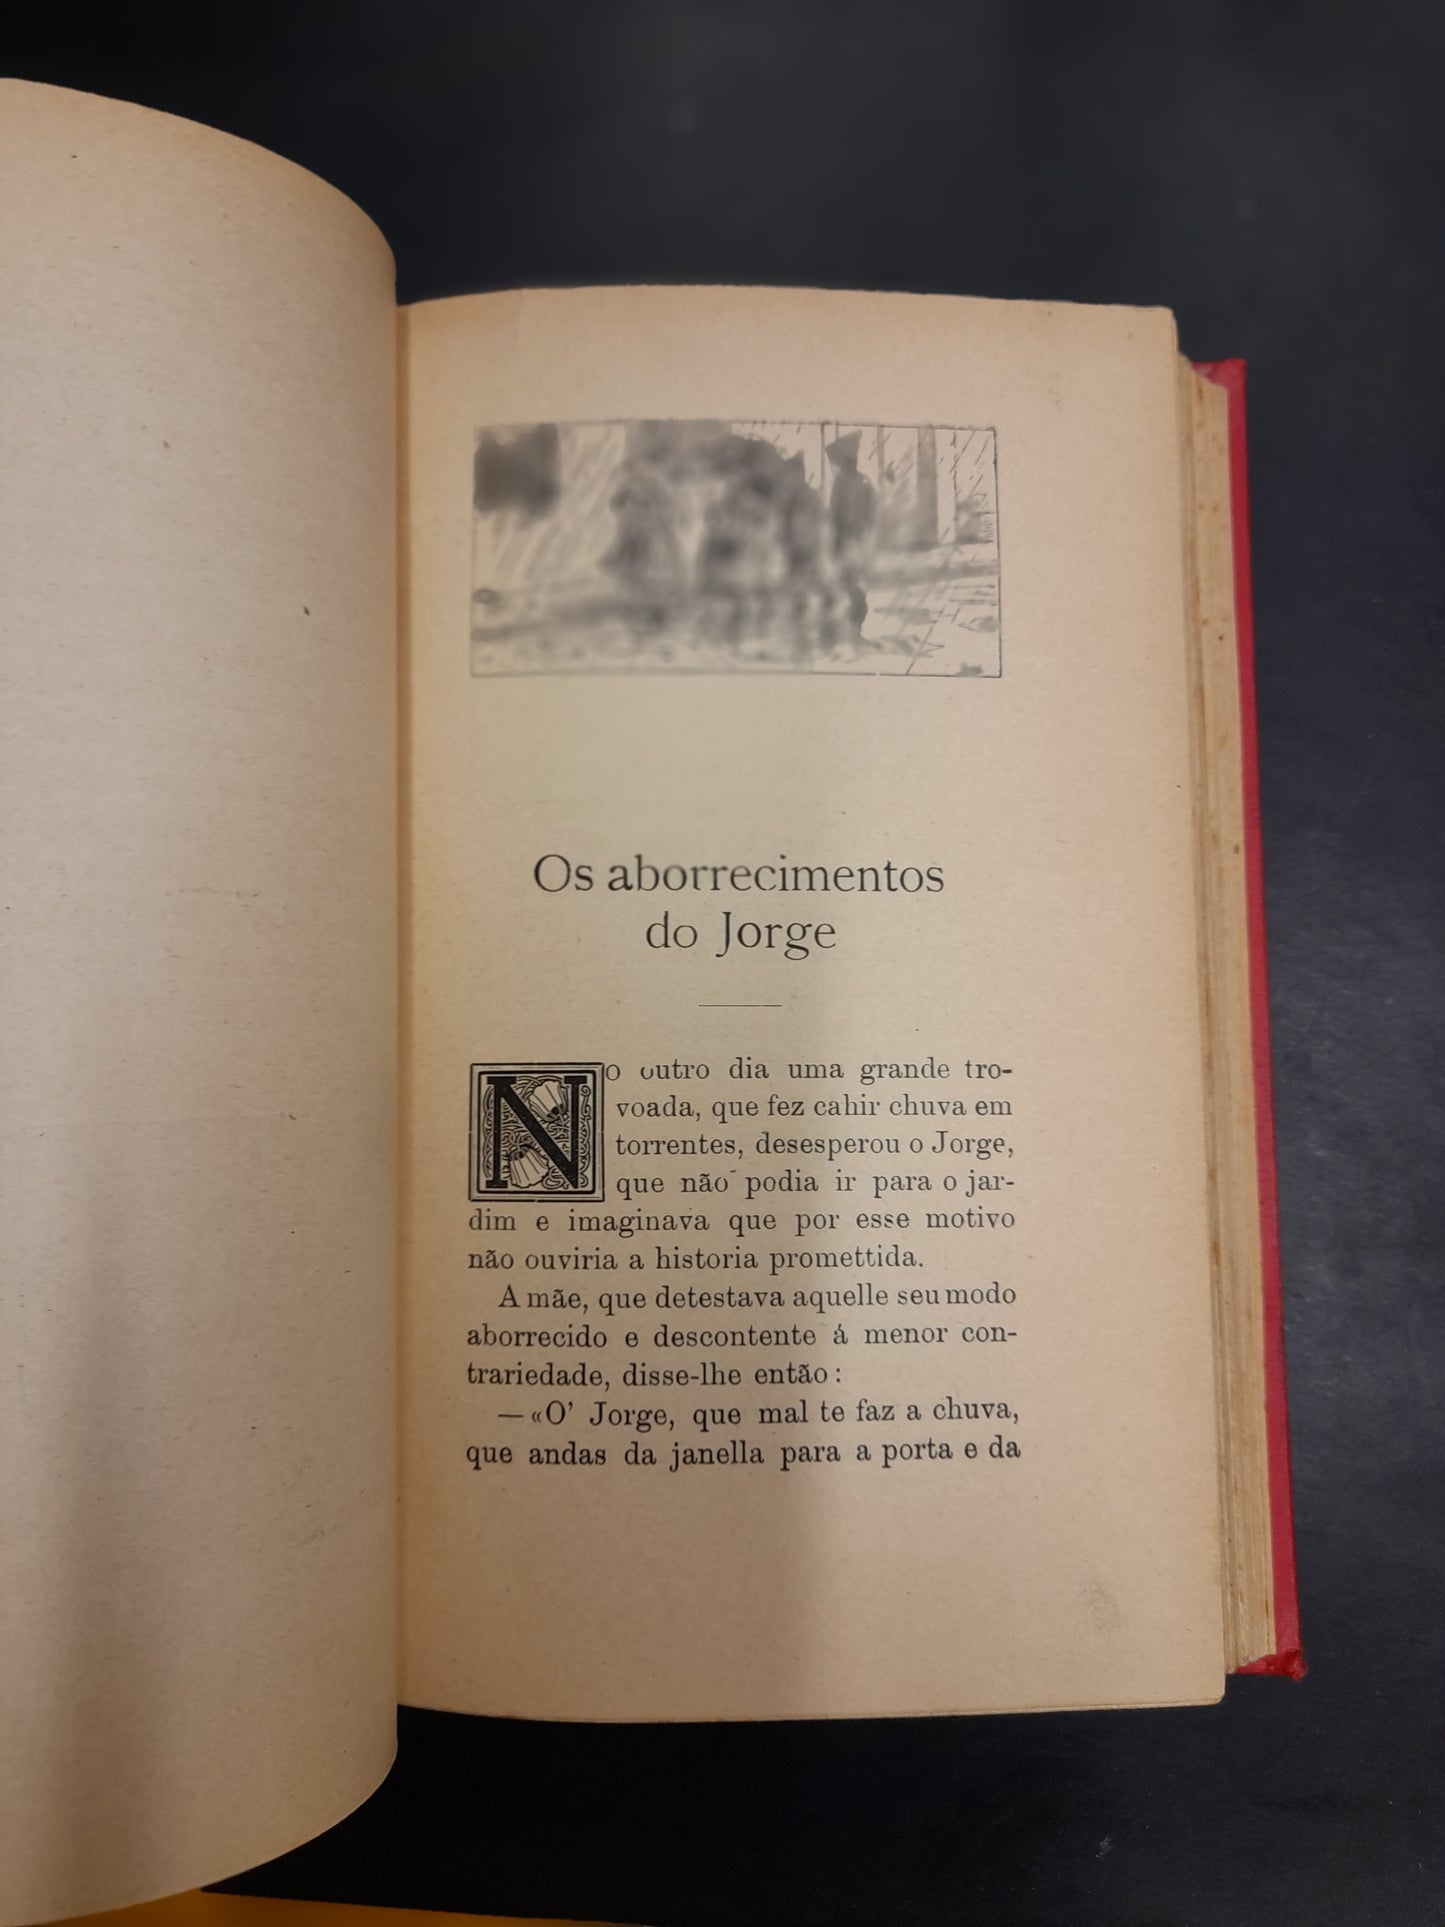 Os aborrecimentos
do Jorge
No outro dia uma grande tro-
voada, que fez cahir chuva em
torrentes, desesperou o Jorge,
que não podia ir para o jar-
dim e imaginava que por esse motivo
não ouviria a historia promettida.
A mãe, que detestava aquelle seu modo
aborrecido e descontente á menor con-
trariedade, disse-lhe então:
—«O' Jorge, que mal te faz a chuva,
que andas da janella para a porta e da